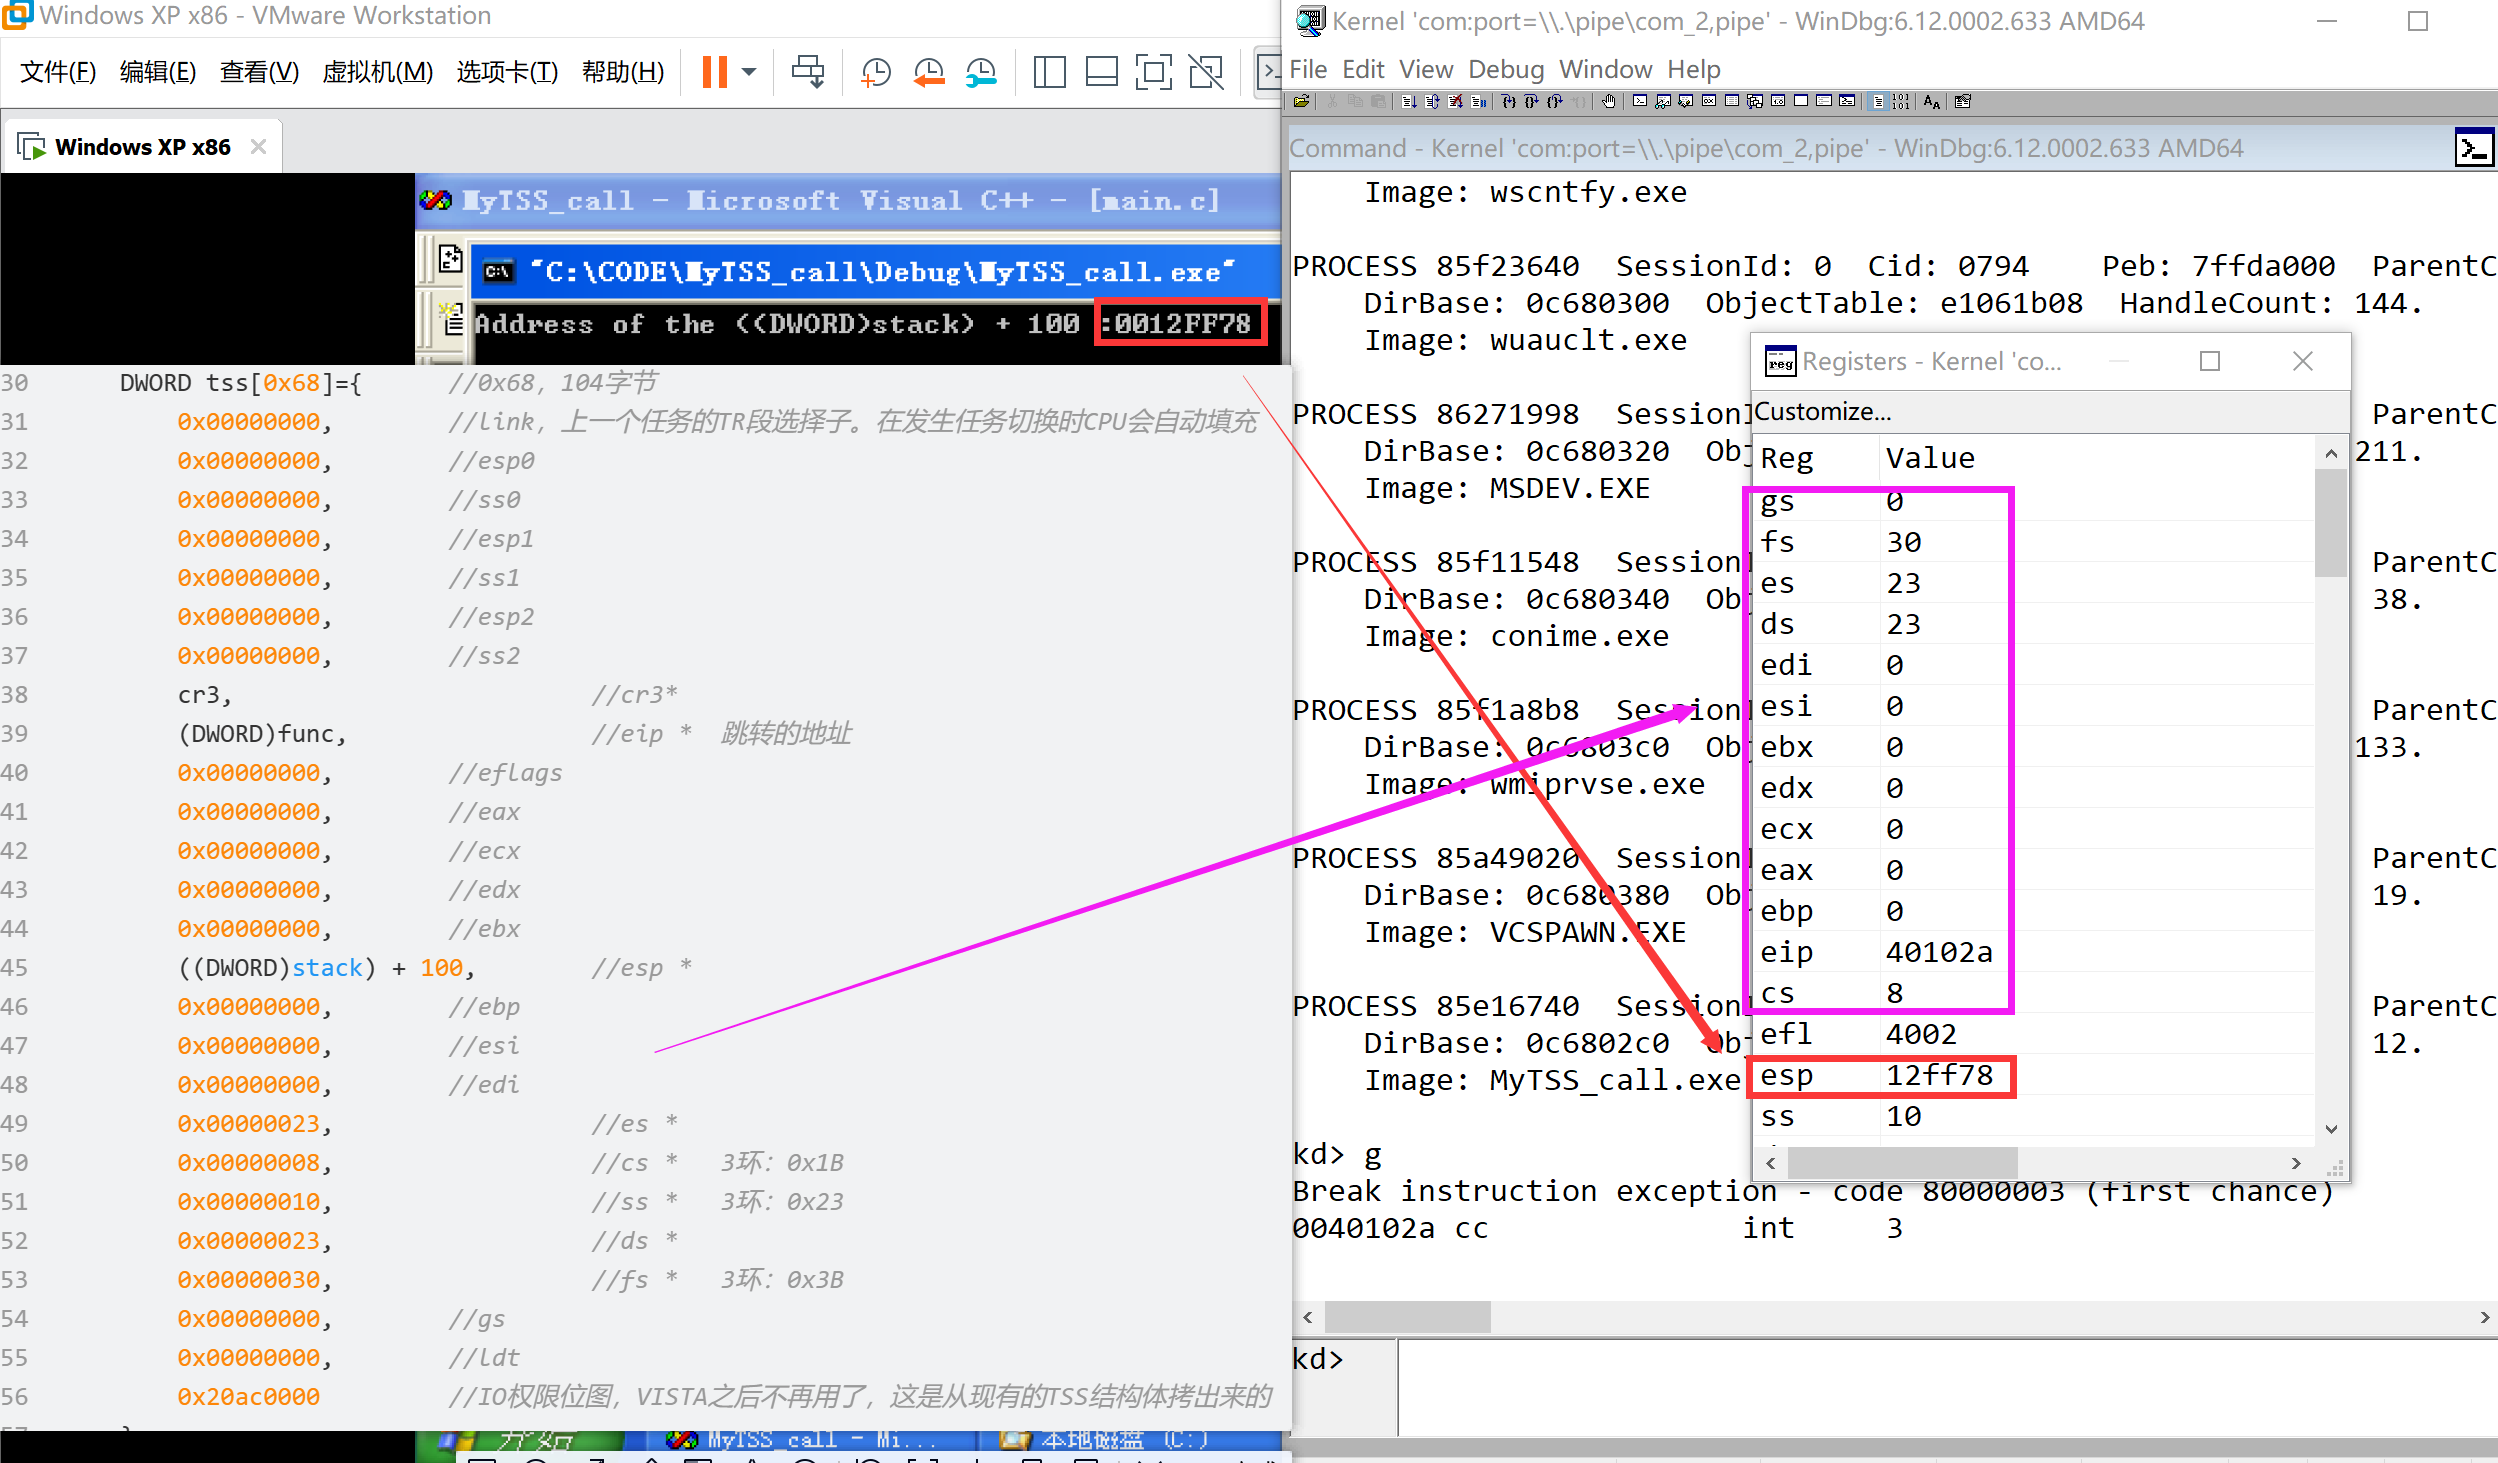 Windows XP x86 - VMware Workstation
文件(F) 编辑(E) 查看(V) 虚拟机(M) 选项卡(T) 帮助(H)
Windows XP x86
MyTSS_call - Microsoft Visual C++ - [main.c]
"C:\CODE\MyTSS_call\Debug\MyTSS_call.exe"
Address of the ((DWORD)stack) + 100 :0012FF78
30 DWORD tss[0x68]={ //0x68, 104字节
31 0x00000000, //link, 上一个任务的TR段选择子。在发生任务切换时CPU会自动填充
32 0x00000000, //esp0
33 0x00000000, //ss0
34 0x00000000, //esp1
35 0x00000000, //ss1
36 0x00000000, //esp2
37 0x00000000, //ss2
38 cr3, //cr3*
39 (DWORD)func, //eip * 跳转的地址
40 0x00000000, //eflags
41 0x00000000, //eax
42 0x00000000, //ecx
43 0x00000000, //edx
44 0x00000000, //ebx
45 ((DWORD)stack) + 100, //esp *
46 0x00000000, //ebp
47 0x00000000, //esi
48 0x00000000, //edi
49 0x00000023, //es *
50 0x00000008, //cs * 3环: 0x1B
51 0x00000010, //ss * 3环: 0x23
52 0x00000023, //ds *
53 0x00000030, //fs * 3环: 0x3B
54 0x00000000, //gs
55 0x00000000, //ldt
56 0x20ac0000 //IO权限位图, VISTA之后不再用了, 这是从现有的TSS结构体拷出来的
开始 MyTSS_call - Mi... 本地磁盘 (C:)
Kernel 'com:port=\\.\pipe\com_2,pipe' - WinDbg:6.12.0002.633 AMD64
File Edit View Debug Window Help
Command - Kernel 'com:port=\\.\pipe\com_2,pipe' - WinDbg:6.12.0002.633 AMD64
Image: wscntfy.exe
PROCESS 85f23640 SessionId: 0 Cid: 0794 Peb: 7ffda000 ParentC
DirBase: 0c680300 ObjectTable: e1061b08 HandleCount: 144.
Image: wuauclt.exe
PROCESS 86271998 Session ParentC
DirBase: 0c680320 Obj 211.
Image: MSDEV.EXE
PROCESS 85f11548 Session ParentC
DirBase: 0c680340 Ob 38.
Image: conime.exe
PROCESS 85f1a8b8 Session ParentC
DirBase: 0c6803c0 Ob 133.
Image: wmiprvse.exe
PROCESS 85a49020 Session ParentC
DirBase: 0c680380 Ob 19.
Image: VCSPAWN.EXE
PROCESS 85e16740 Session ParentC
DirBase: 0c6802c0 Obj 12.
Image: MyTSS_call.exe
kd> g
Break instruction exception - code 80000003 (first chance)
0040102a cc int 3
kd>
Registers - Kernel 'co...
Customize...
Reg Value
gs 0
fs 30
es 23
ds 23
edi 0
esi 0
ebx 0
edx 0
ecx 0
eax 0
ebp 0
eip 40102a
cs 8
efl 4002
esp 12ff78
ss 10